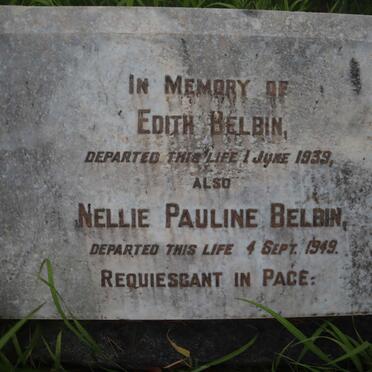 In Memory of
Edith Belbin,
departed this life 1 June 1939,
also
Nellie Pauline Belbin,
departed this life 4 Sept. 1949.
Requiescant in Pace: